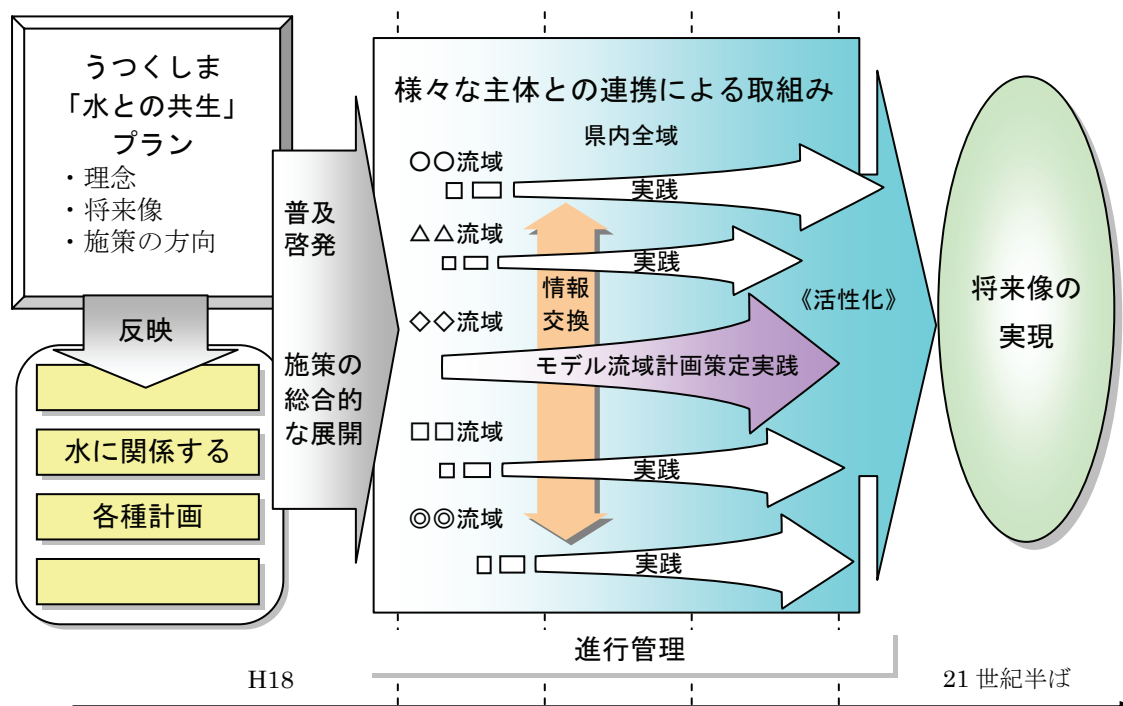 うつくしま
「水との共生」
プラン
・理念
・将来像
・施策の方向
反映
水に関係する
各種計画
普及
啓発
施策の
総合的
な展開
様々な主体との連携による取組み
県内全域
○○流域
実践
△△流域
実践
情報
交換
◇◇流域
モデル流域計画策定実践
□□流域
実践
◎◎流域
実践
《活性化》
将来像の
実現
進行管理
H18
21世紀半ば